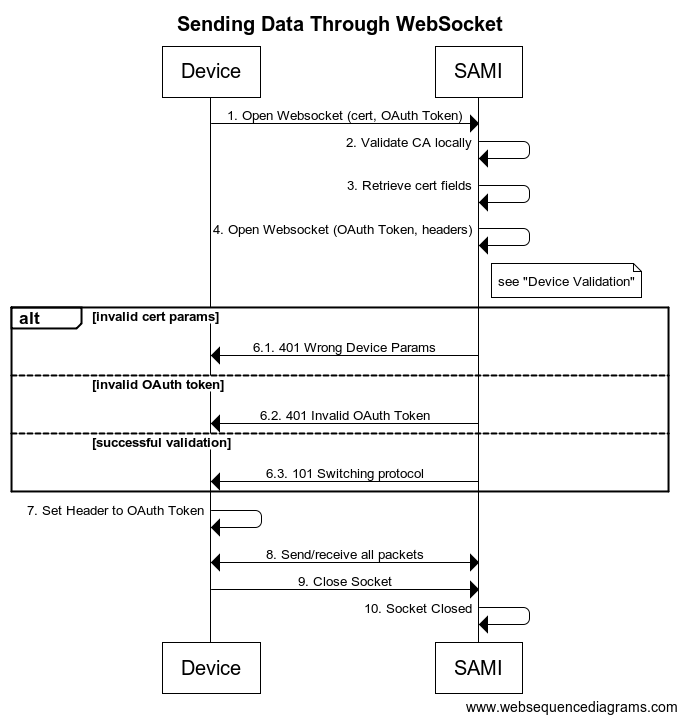 Sending Data Through WebSocket
Device
SAMI
1. Open Websocket (cert, OAuth Token)
2. Validate CA locally
3. Retrieve cert fields
4. Open Websocket (OAuth Token, headers)
see "Device Validation"
alt
[invalid cert params]
6.1. 401 Wrong Device Params
[invalid OAuth token]
6.2. 401 Invalid OAuth Token
[successful validation]
6.3. 101 Switching protocol
7. Set Header to OAuth Token
8. Send/receive all packets
9. Close Socket
10. Socket Closed
Device
SAMI
www.websequencediagrams.com